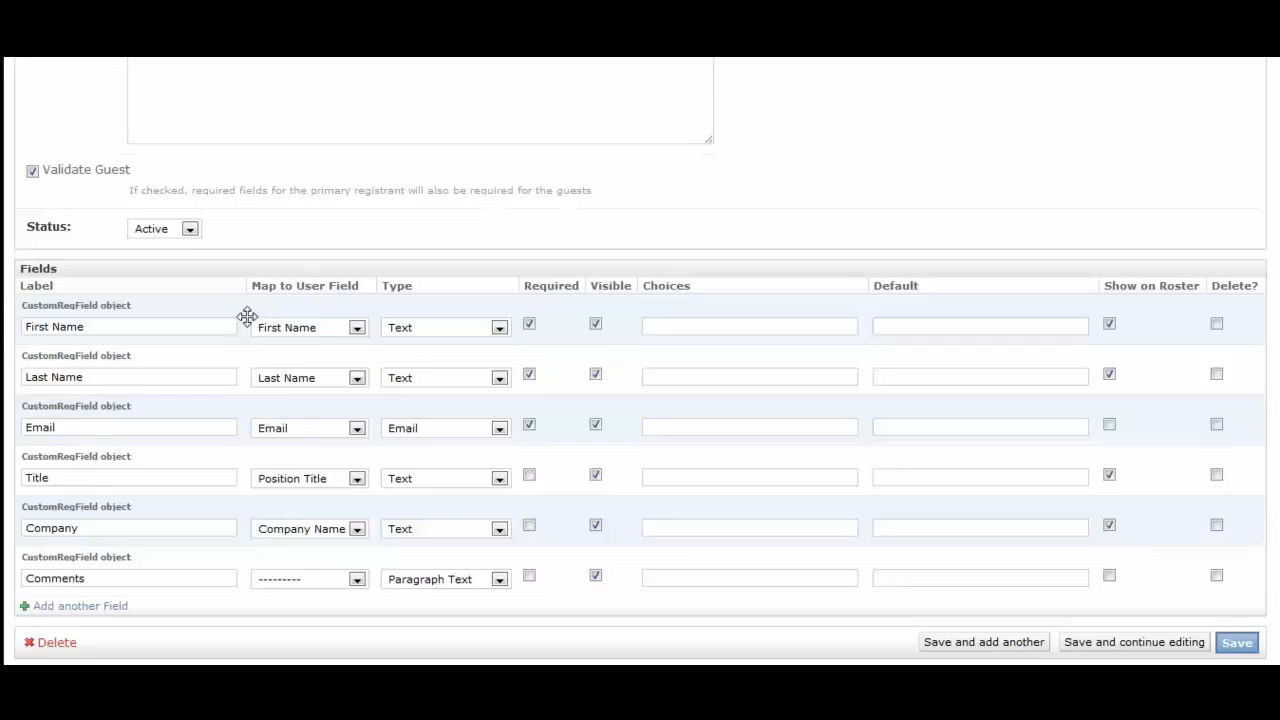 Validate Guest
If checked, required fields for the primary registrant will also be required for the guests
Status: Active
Fields
Label Map to User Field Type Required Visible Choices Default Show on Roster Delete?
CustomRegField object
First Name First Name Text
CustomRegField object
Last Name Last Name Text
CustomRegField object
Email Email Email
CustomRegField object
Title Position Title Text
CustomRegField object
Company Company Name Text
CustomRegField object
Comments --------- Paragraph Text
Add another Field
Delete Save and add another Save and continue editing Save